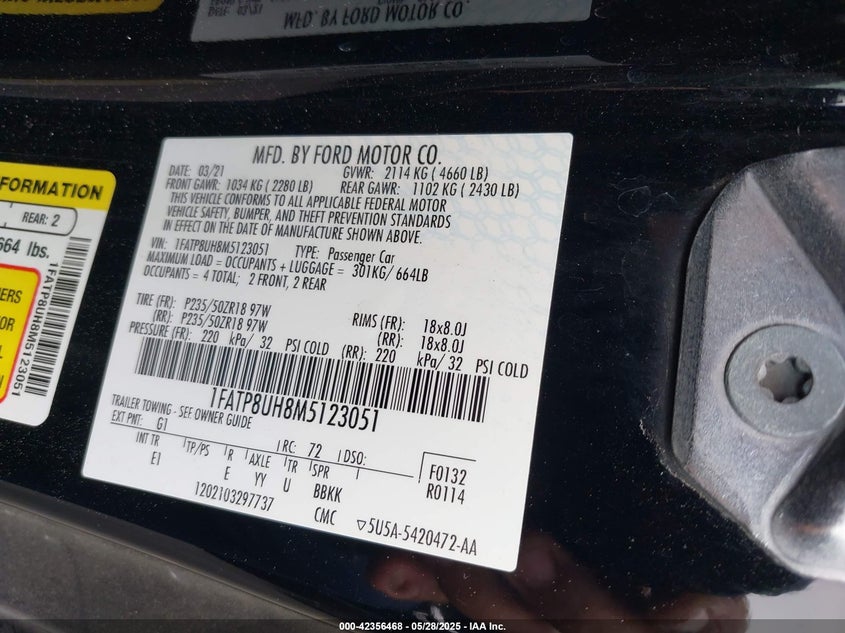 MFD. BY FORD MOTOR CO.
MFD. BY FORD MOTOR CO.
DATE: 03/21
GVWR: 2114 KG ( 4660 LB)
FRONT GAWR: 1034 KG ( 2280 LB)
REAR GAWR: 1102 KG ( 2430 LB)
THIS VEHICLE CONFORMS TO ALL APPLICABLE FEDERAL MOTOR
VEHICLE SAFETY, BUMPER, AND THEFT PREVENTION STANDARDS
IN EFFECT ON THE DATE OF MANUFACTURE SHOWN ABOVE.
VIN: 1FATP8UH8M5123051 TYPE: Passenger Car
MAXIMUM LOAD = OCCUPANTS + LUGGAGE = 301KG/ 664LB
OCCUPANTS = 4 TOTAL; 2 FRONT, 2 REAR
TIRE (FR): P235/50ZR18 97W RIMS (FR): 18x8.0J
(RR): P235/50ZR18 97W (RR): 18x8.0J
PRESSURE (FR): 220 kPa/ 32 PSI COLD (RR): 220 kPa/ 32 PSI COLD
1FATP8UH8M5123051
TRAILER TOWING - SEE OWNER GUIDE
EXT PNT: G1 RC: 72 DSO:
INT TR TP/PS R AXLE TR SPR F0132
E1 E YY U BBKK R0114
1202103297737 CMC ▽5U5A-5420472-AA
FORMATION
REAR: 2
664 lbs.
1FATP8UH8M5123051
000-42356468 — 05/28/2025 — IAA Inc.